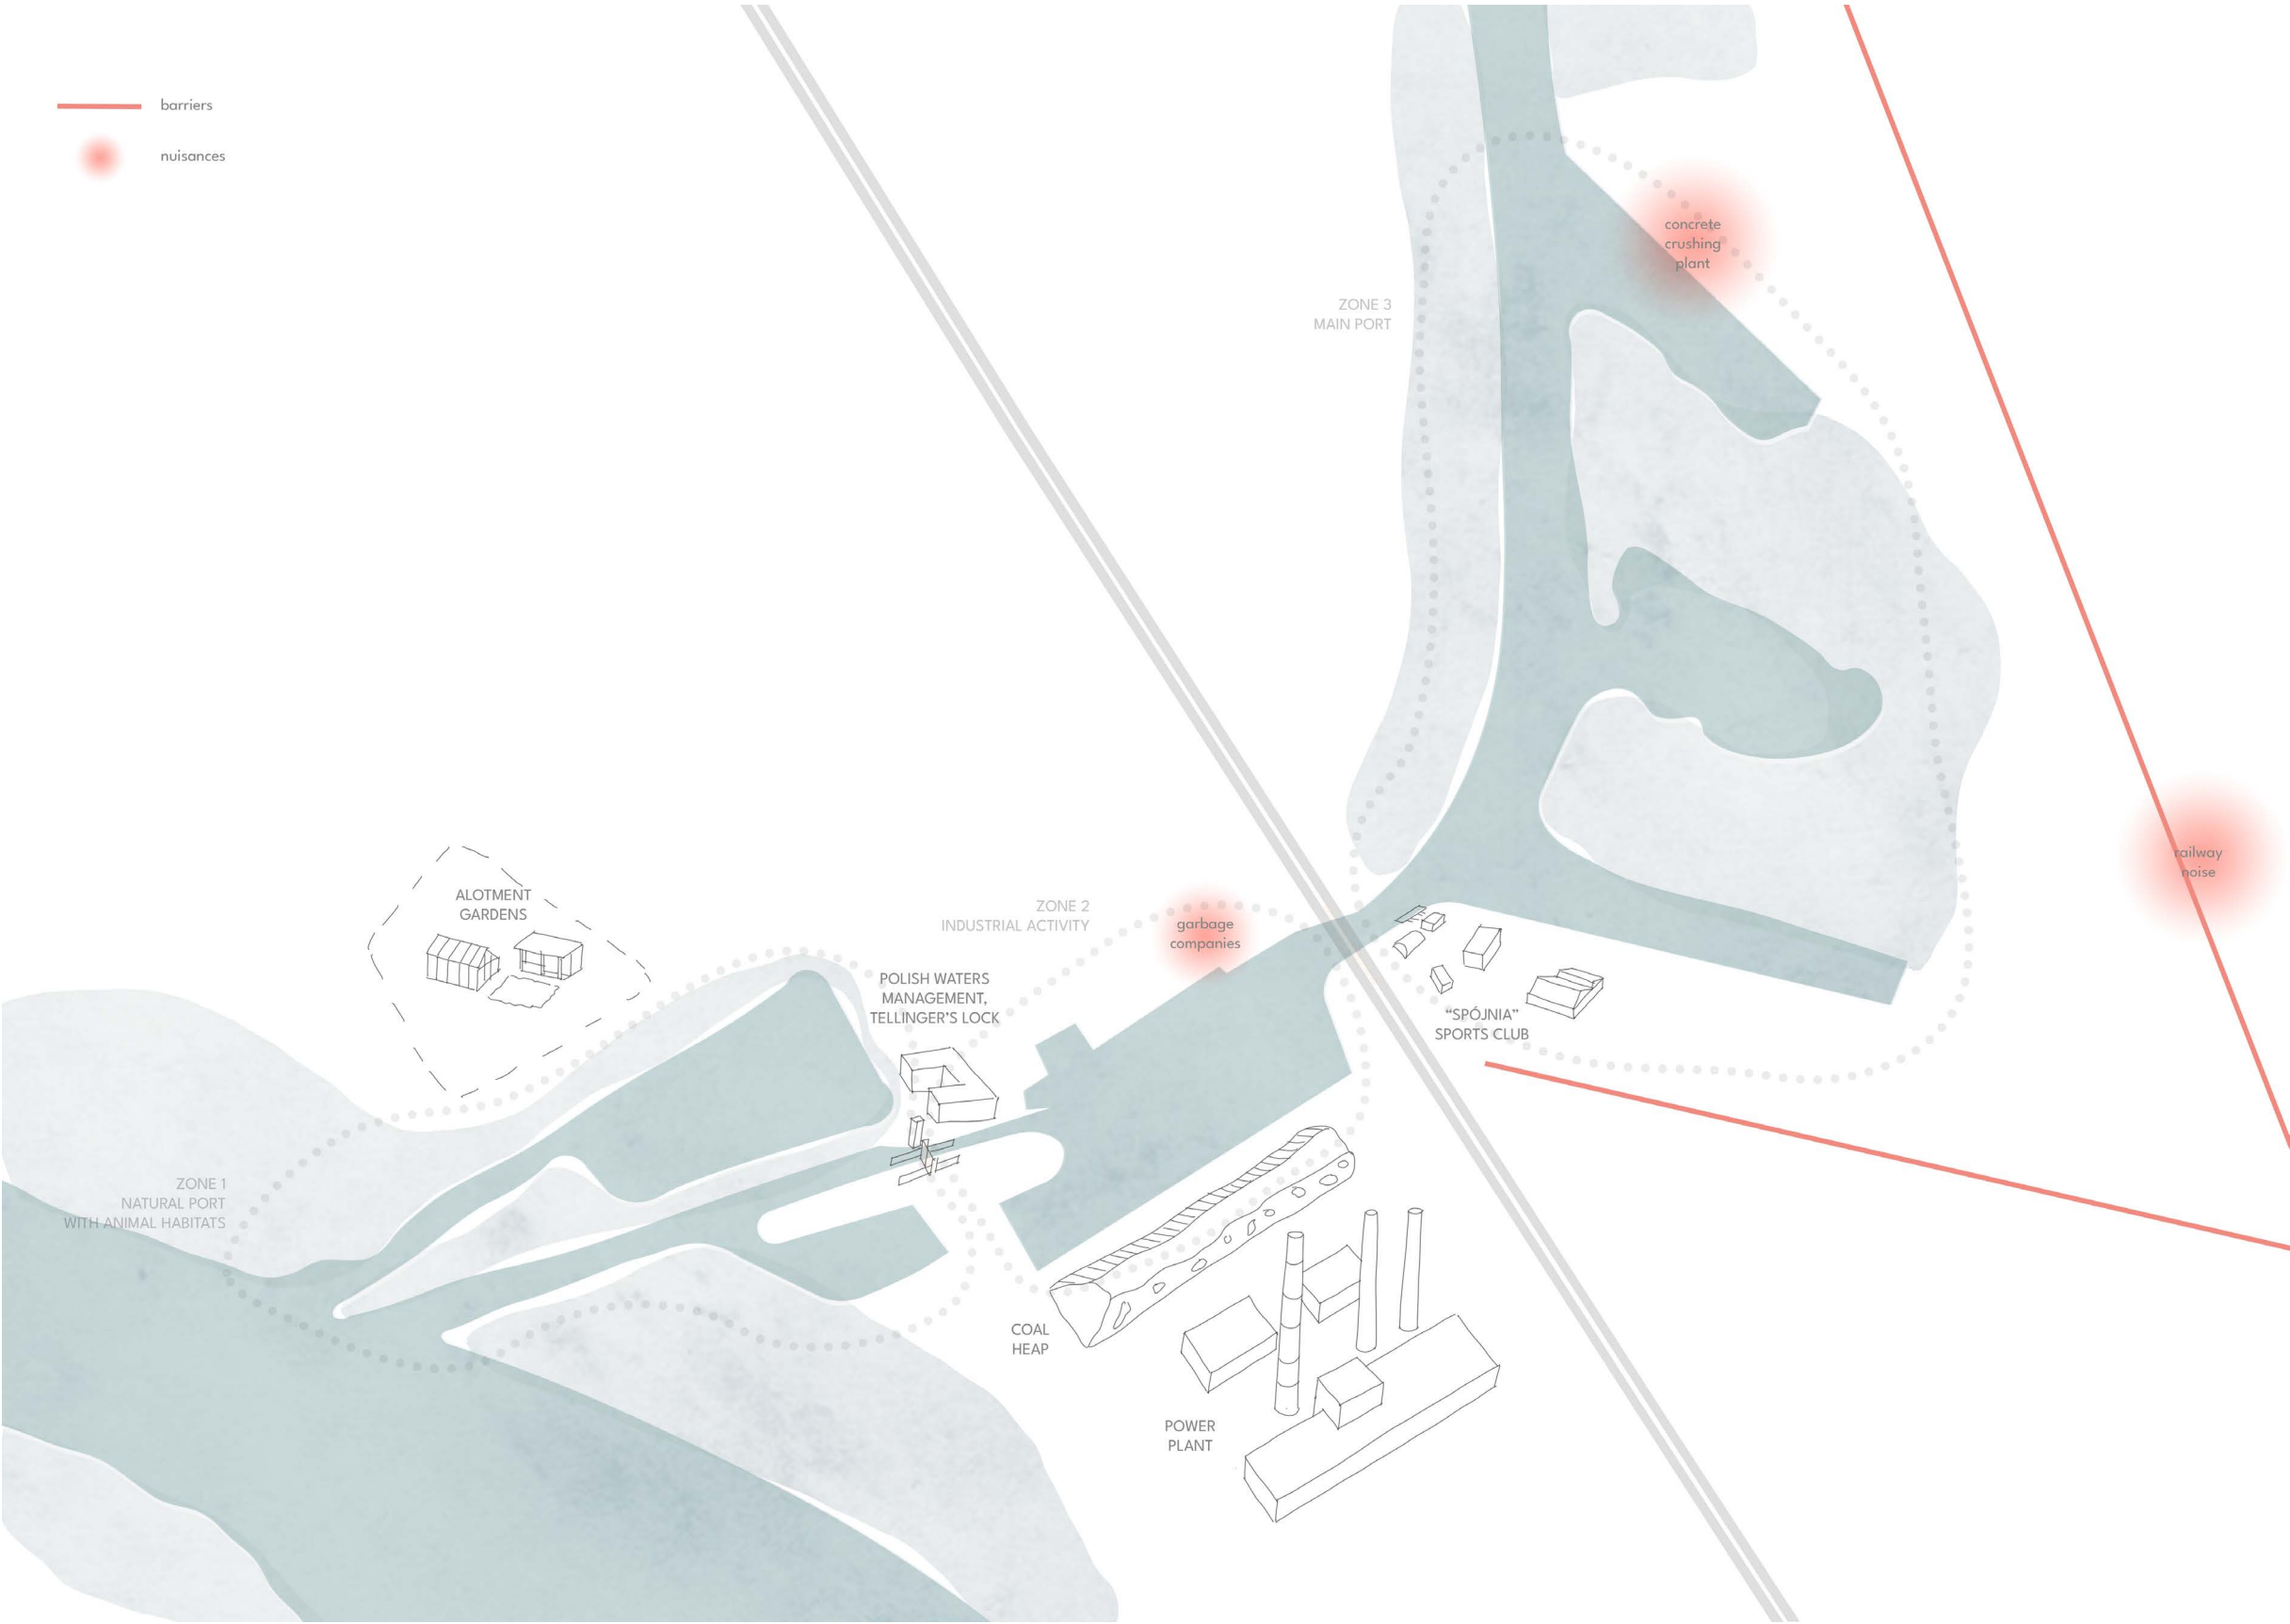 barriers
nuisances
concrete
crushing
plant
ZONE 3
MAIN PORT
railway
noise
ALOTMENT
GARDENS
ZONE 2
INDUSTRIAL ACTIVITY
garbage
companies
POLISH WATERS
MANAGEMENT,
TELLINGER'S LOCK
"SPÓJNIA"
SPORTS CLUB
ZONE 1
NATURAL PORT
WITH ANIMAL HABITATS
COAL
HEAP
POWER
PLANT